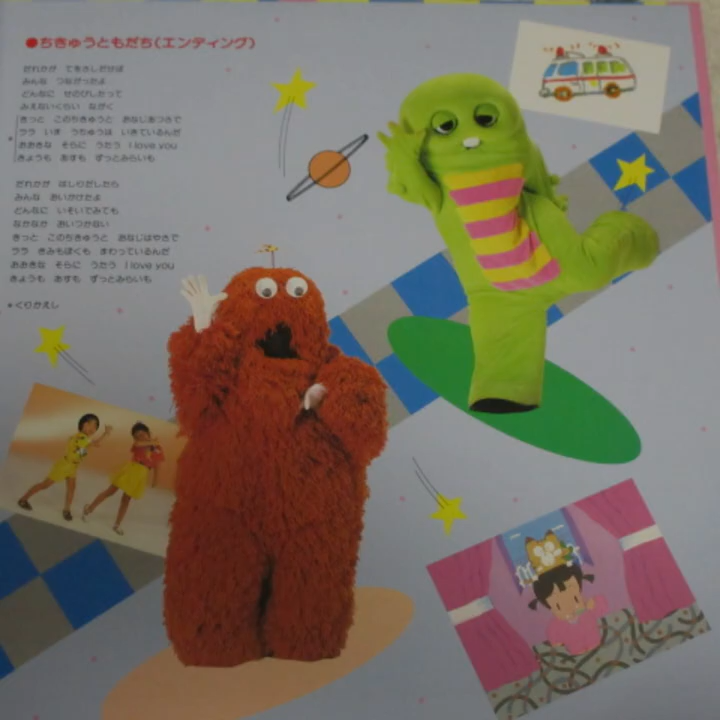 ●ちきゅうともだち(エンディング)
だれかが てをさしだせば
みんな つながったよ
どんなに せのびしたって
みえないくらい ながく
*きっと このちきゅうと おなじおっきで
ララ いま うちゅうは いきているんだ
おおきな そらに うたう I love you
きょうも あすも ずっとみらいも
だれかが はしりだしたら
みんな おいかけたよ
どんなに いそいでみても
なかなか おいつかない
きっと このちきゅうと おなじはやさで
ララ きみもぼくも まわっているんだ
おおきな そらに うたう I love you
きょうも あすも ずっとみらいも
*くりかえし